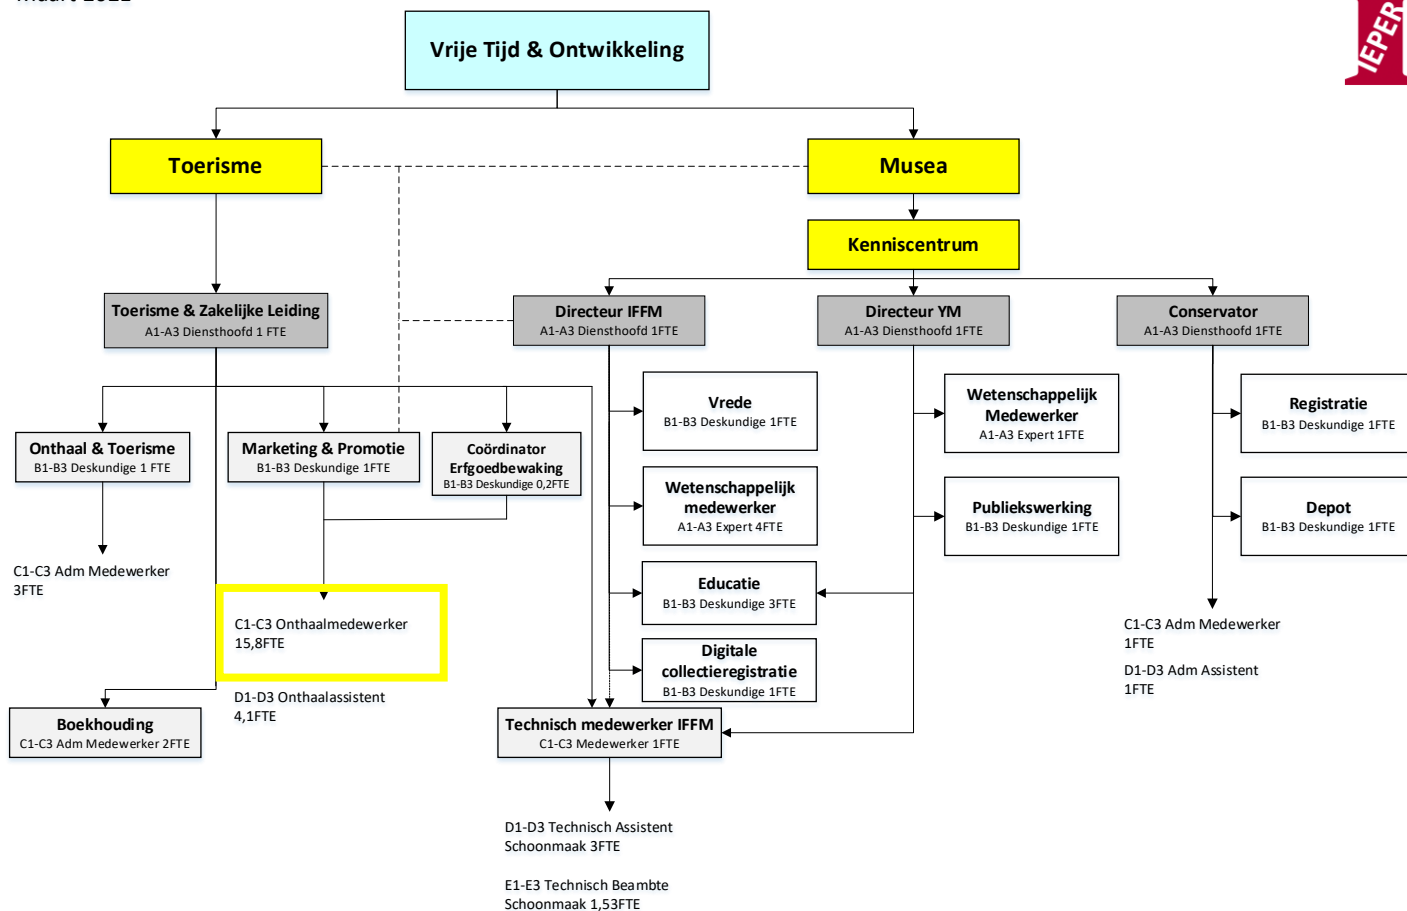 Vrije Tijd & Ontwikkeling
IEPER
Toerisme
Musea
Kenniscentrum
Toerisme & Zakelijke Leiding
A1-A3 Diensthoofd 1 FTE
Directeur IFFM
A1-A3 Diensthoofd 1FTE
Directeur YM
A1-A3 Diensthoofd 1FTE
Conservator
A1-A3 Diensthoofd 1FTE
Onthaal & Toerisme
B1-B3 Deskundige 1 FTE
Marketing & Promotie
B1-B3 Deskundige 1FTE
Coördinator
Erfgoedbewaking
B1-B3 Deskundige 0,2FTE
Vrede
B1-B3 Deskundige 1FTE
Wetenschappelijk
Medewerker
A1-A3 Expert 1FTE
Registratie
B1-B3 Deskundige 1FTE
Wetenschappelijk
medewerker
A1-A3 Expert 4FTE
Publiekswerking
B1-B3 Deskundige 1FTE
Depot
B1-B3 Deskundige 1FTE
C1-C3 Adm Medewerker
3FTE
Educatie
B1-B3 Deskundige 3FTE
C1-C3 Onthaalmedewerker
15,8FTE
C1-C3 Adm Medewerker
1FTE
D1-D3 Adm Assistent
1FTE
Digitale
collectieregistratie
B1-B3 Deskundige 1FTE
D1-D3 Onthaalassistent
4,1FTE
Boekhouding
C1-C3 Adm Medewerker 2FTE
Technisch medewerker IFFM
C1-C3 Medewerker 1FTE
D1-D3 Technisch Assistent
Schoonmaak 3FTE
E1-E3 Technisch Beambte
Schoonmaak 1,53FTE